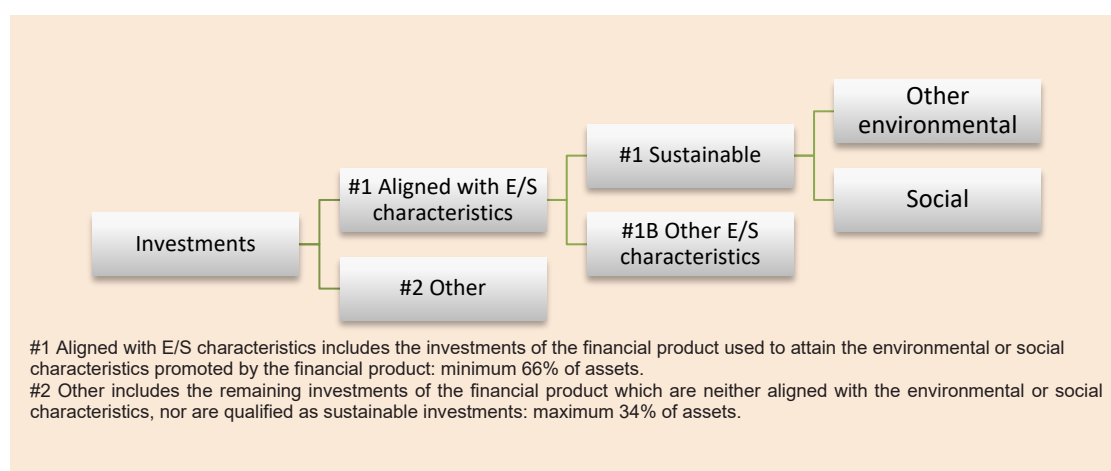 Other
environmental
#1 Sustainable
#1 Aligned with E/S
characteristics
Social
Investments
#1B Other E/S
characteristics
#2 Other
#1 Aligned with E/S characteristics includes the investments of the financial product used to attain the environmental or social
characteristics promoted by the financial product: minimum 66% of assets.
#2 Other includes the remaining investments of the financial product which are neither aligned with the environmental or social
characteristics, nor are qualified as sustainable investments: maximum 34% of assets.